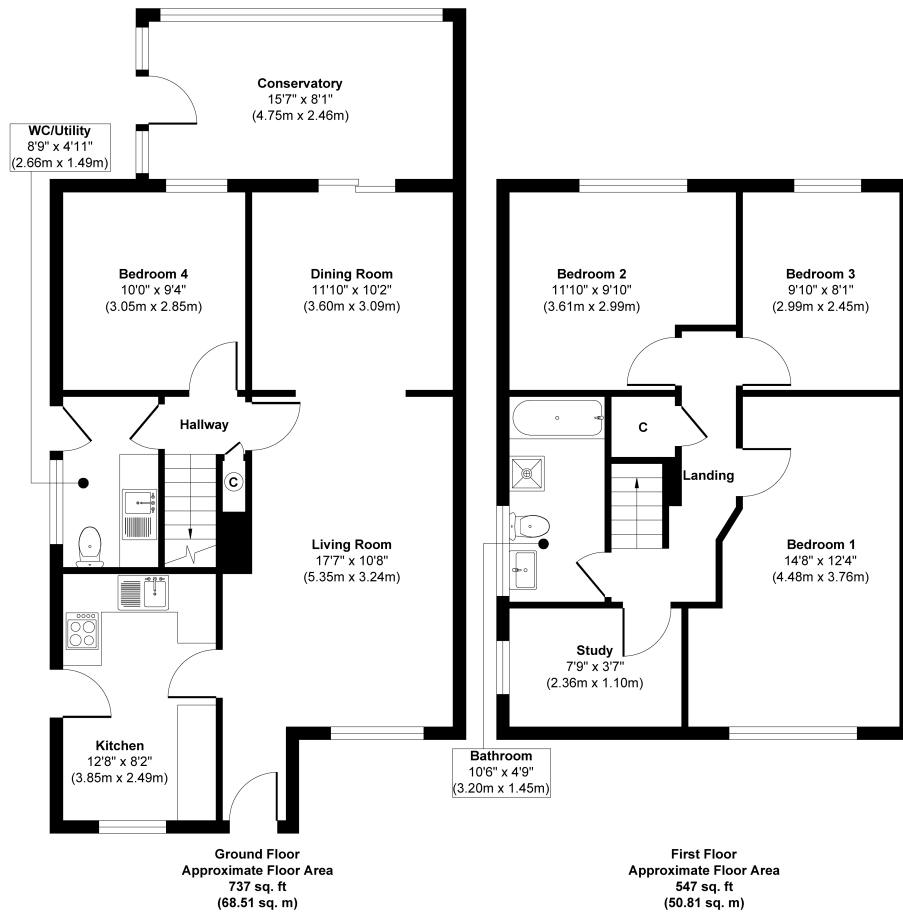 Conservatory
15'7" x 8'1"
(4.75m x 2.46m)
WC/Utility
8'9" x 4'11"
(2.66m x 1.49m)
Bedroom 4
10'0" x 9'4"
(3.05m x 2.85m)
Dining Room
11'10" x 10'2"
(3.60m x 3.09m)
Hallway
C
Living Room
17'7" x 10'8"
(5.35m x 3.24m)
Kitchen
12'8" x 8'2"
(3.85m x 2.49m)
Ground Floor
Approximate Floor Area
737 sq. ft
(68.51 sq. m)
Bedroom 2
11'10" x 9'10"
(3.61m x 2.99m)
Bedroom 3
9'10" x 8'1"
(2.99m x 2.45m)
C
Landing
Bedroom 1
14'8" x 12'4"
(4.48m x 3.76m)
Study
7'9" x 3'7"
(2.36m x 1.10m)
Bathroom
10'6" x 4'9"
(3.20m x 1.45m)
First Floor
Approximate Floor Area
547 sq. ft
(50.81 sq. m)